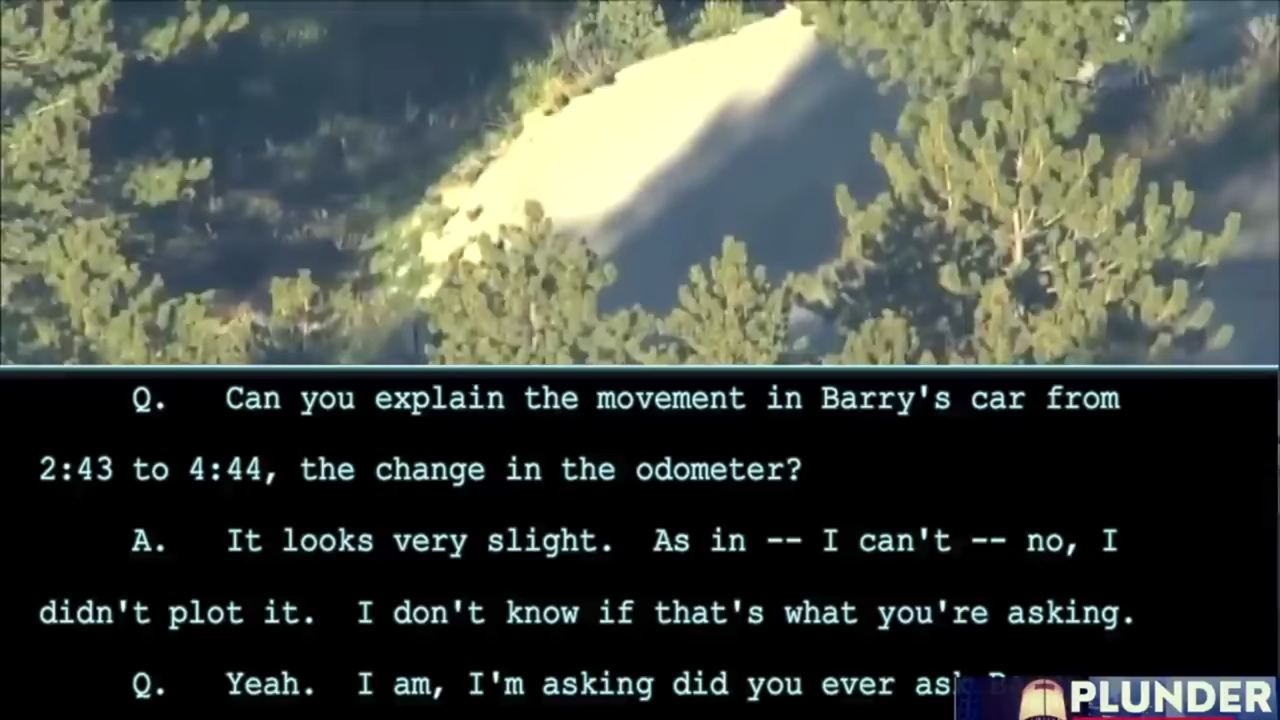 Q. Can you explain the movement in Barry's car from
2:43 to 4:44, the change in the odometer?
A. It looks very slight. As in -- I can't -- no, I
didn't plot it. I don't know if that's what you're asking.
Q. Yeah. I am, I'm asking did you ever ask
PLUNDER